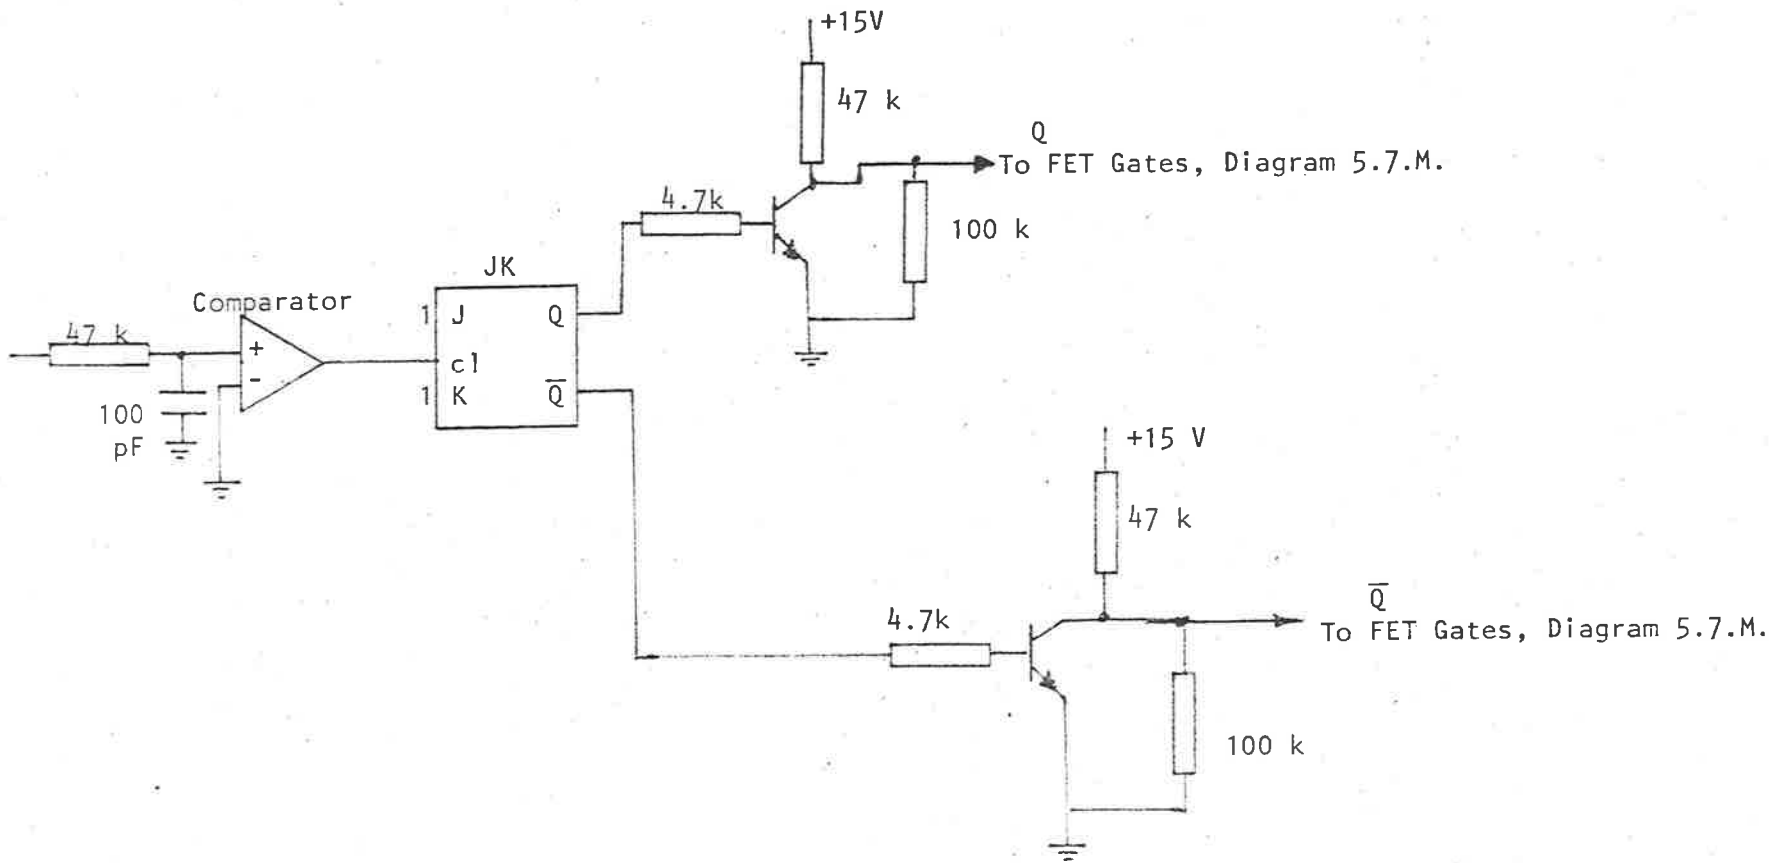 +15V
47 k
Q
To FET Gates, Diagram 5.7.M.
4.7k
100 k
JK
Comparator
1 J Q
47 k
+
cl
-
1 K Q̅
100
pF
+15 V
47 k
Q̅
4.7k
To FET Gates, Diagram 5.7.M.
100 k